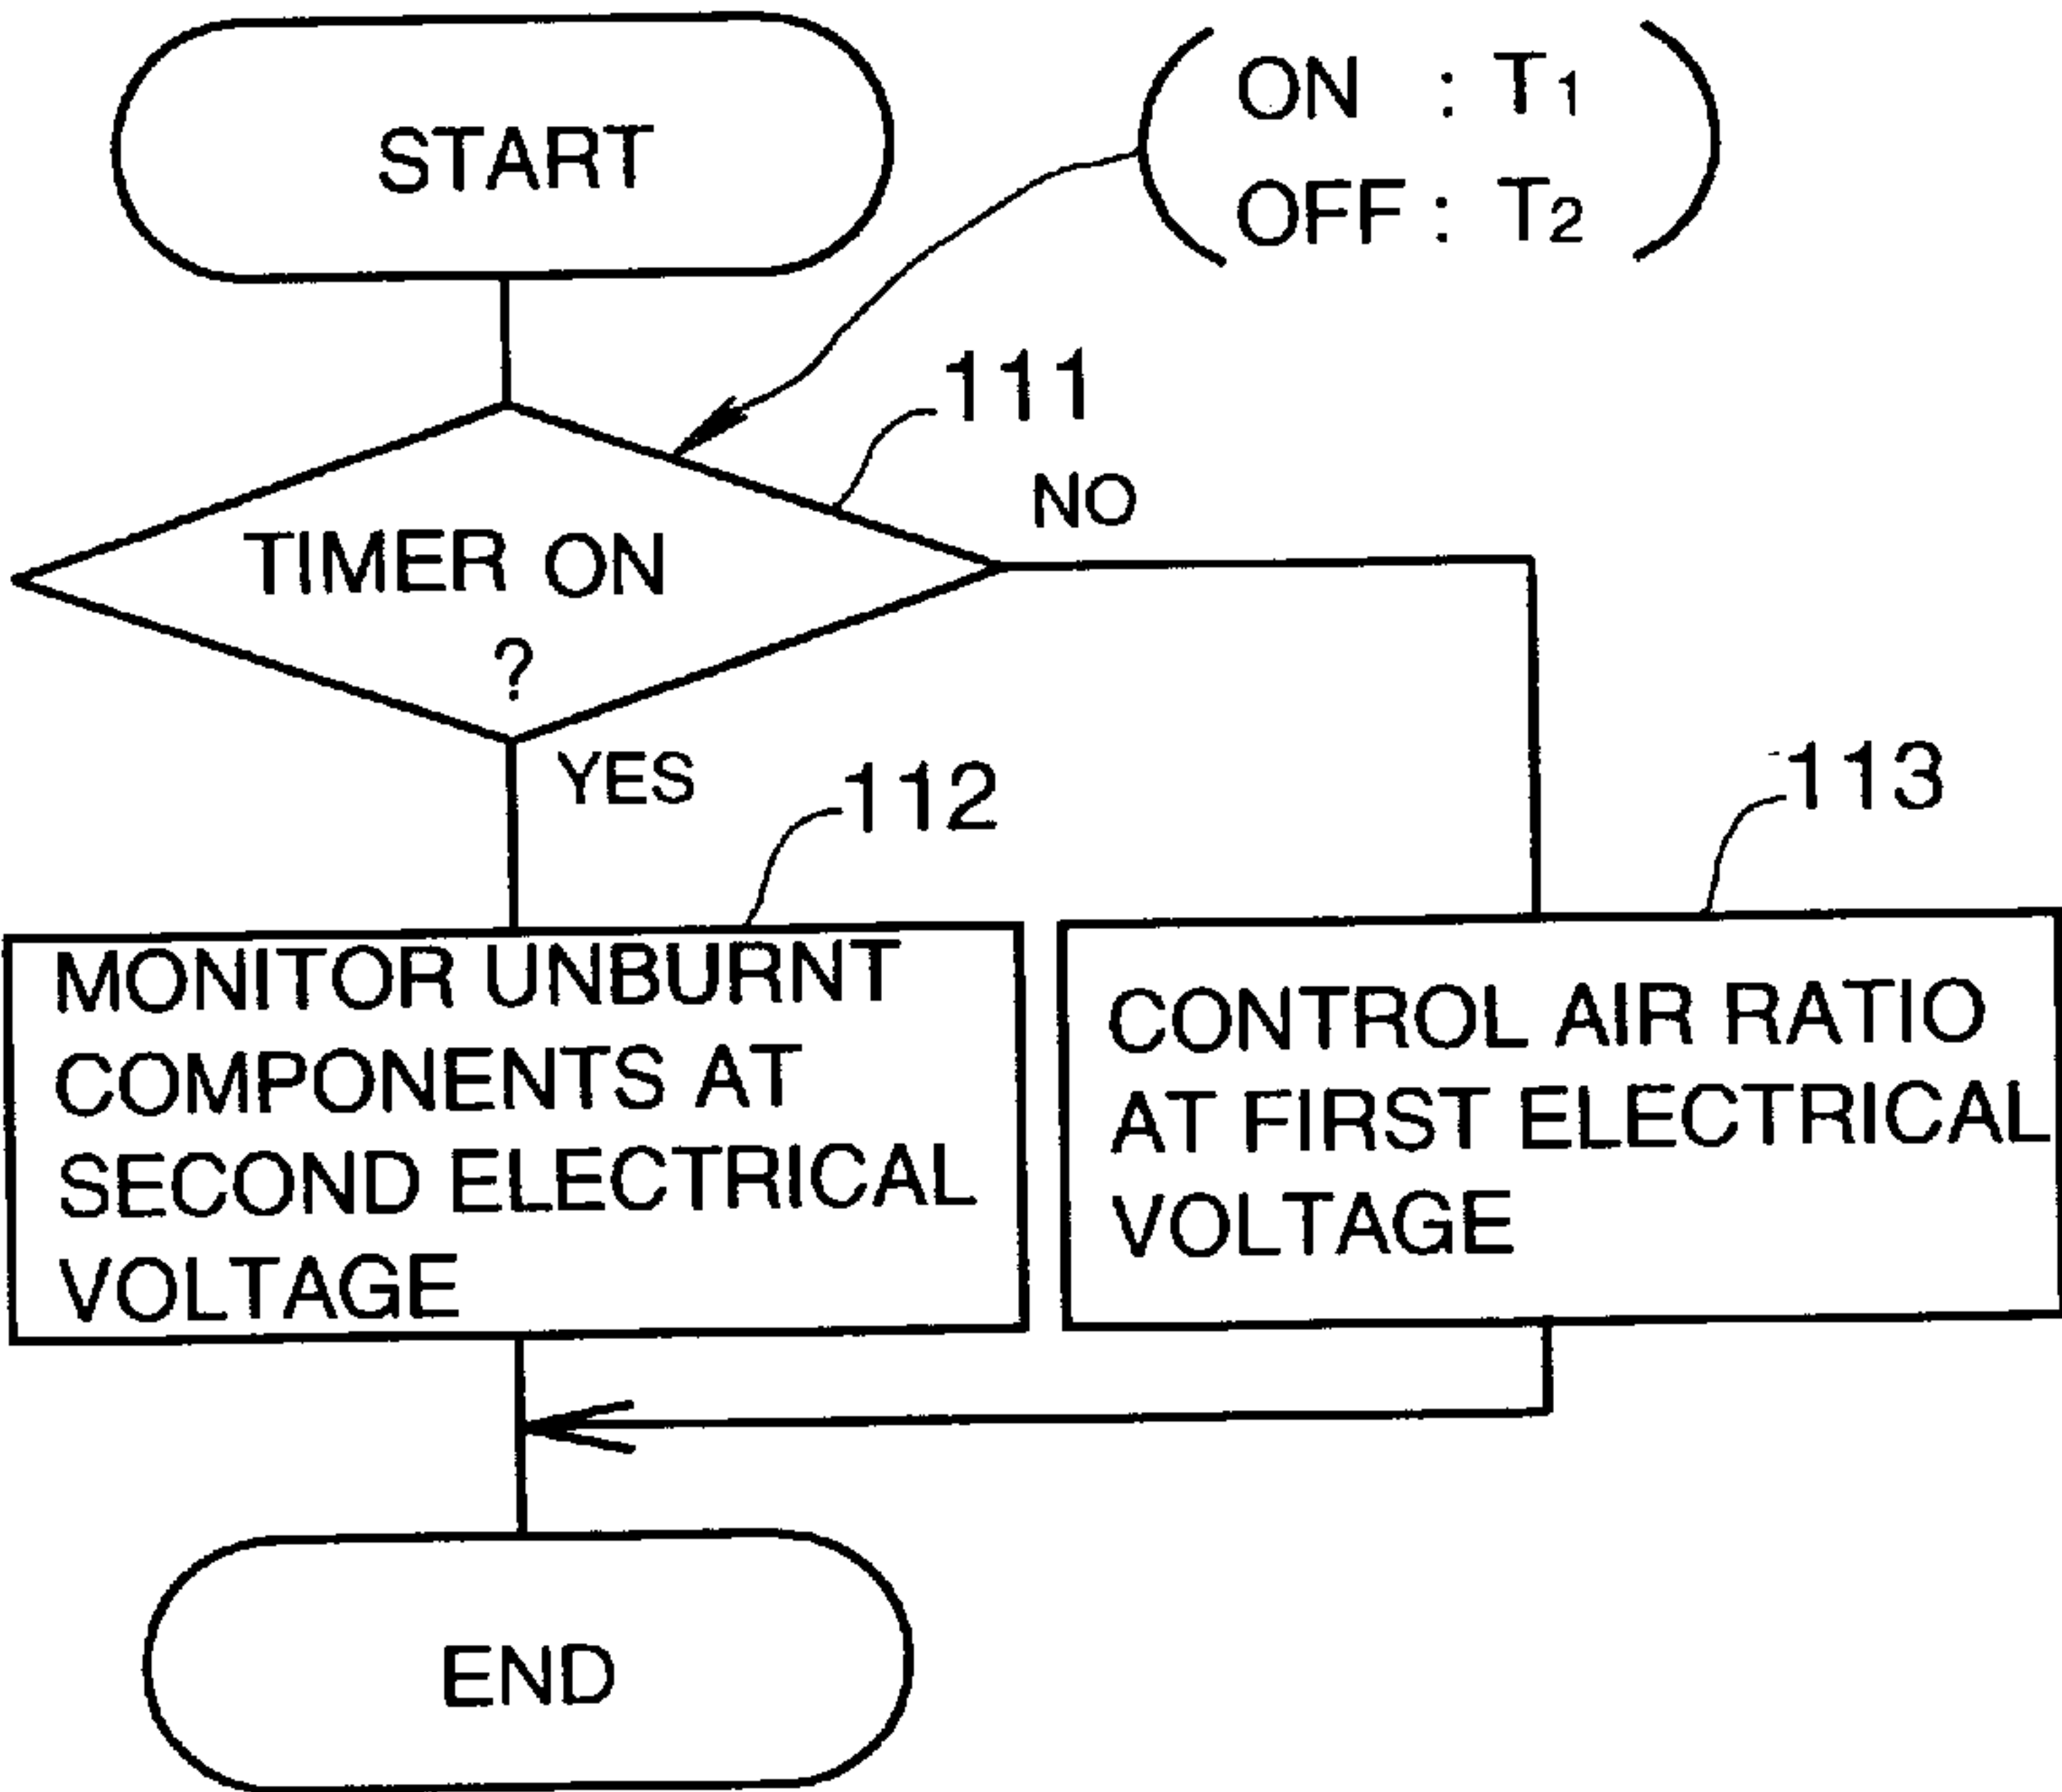 START
ON : T1
OFF : T2
111
TIMER ON
?
NO
YES
112
113
MONITOR UNBURNT
COMPONENTS AT
SECOND ELECTRICAL
VOLTAGE
CONTROL AIR RATIO
AT FIRST ELECTRICAL
VOLTAGE
END